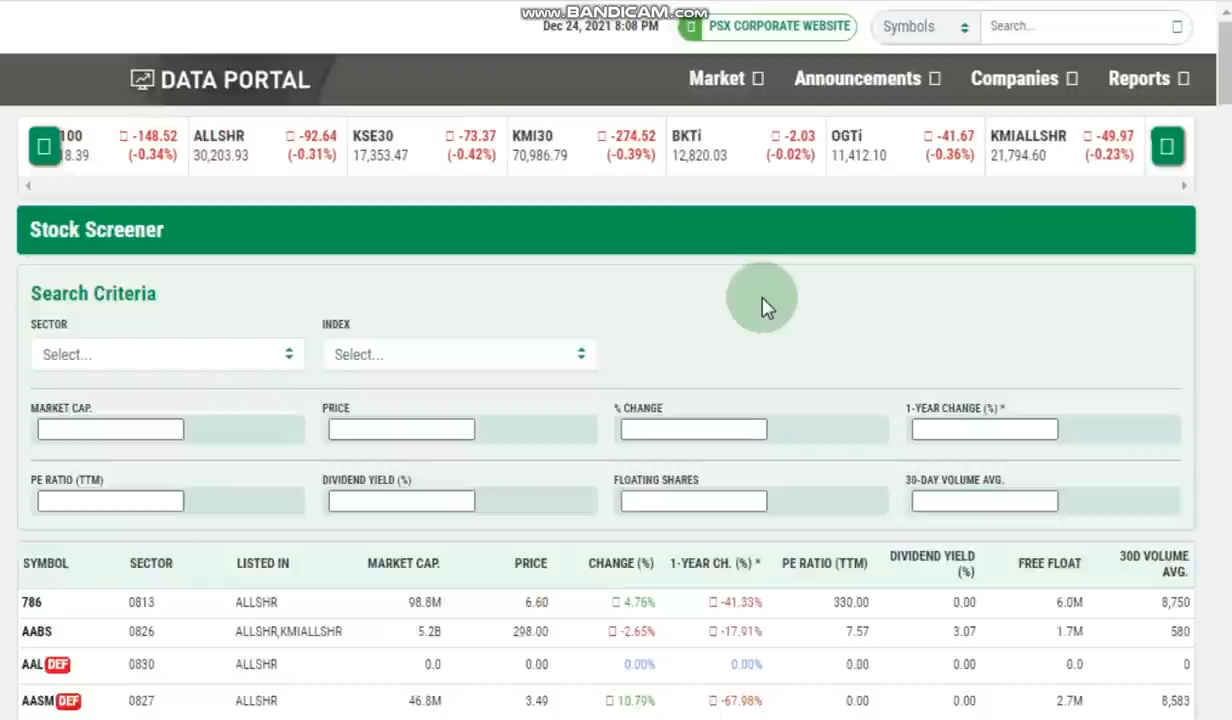 www.BANDICAM.com
Dec 24, 2021 8:08 PM
PSX CORPORATE WEBSITE
Symbols
Search...
DATA PORTAL
Market
Announcements
Companies
Reports
100 -148.52
18.39 (-0.34%)
ALLSHR -92.64
30,203.93 (-0.31%)
KSE30 -73.37
17,353.47 (-0.42%)
KMI30 -274.52
70,986.79 (-0.39%)
BKTi -2.03
12,820.03 (-0.02%)
OGTi -41.67
11,412.10 (-0.36%)
KMIALLSHR -49.97
21,794.60 (-0.23%)
Stock Screener
Search Criteria
SECTOR INDEX
Select... Select...
MARKET CAP. PRICE % CHANGE 1-YEAR CHANGE (%) *
PE RATIO (TTM) DIVIDEND YIELD (%) FLOATING SHARES 30-DAY VOLUME AVG.
SYMBOL SECTOR LISTED IN MARKET CAP. PRICE CHANGE (%) 1-YEAR CH. (%) * PE RATIO (TTM) DIVIDEND YIELD (%) FREE FLOAT 30D VOLUME AVG.
786 0813 ALLSHR 98.8M 6.60 4.76% -41.33% 330.00 0.00 6.0M 8,750
AABS 0826 ALLSHR,KMIALLSHR 5.2B 298.00 -2.65% -17.91% 7.57 3.07 1.7M 580
AAL DEF 0830 ALLSHR 0.0 0.00 0.00% 0.00% 0.00 0.00 0.0 0
AASM DEF 0827 ALLSHR 46.8M 3.49 10.79% -67.98% 0.00 0.00 2.7M 8,583